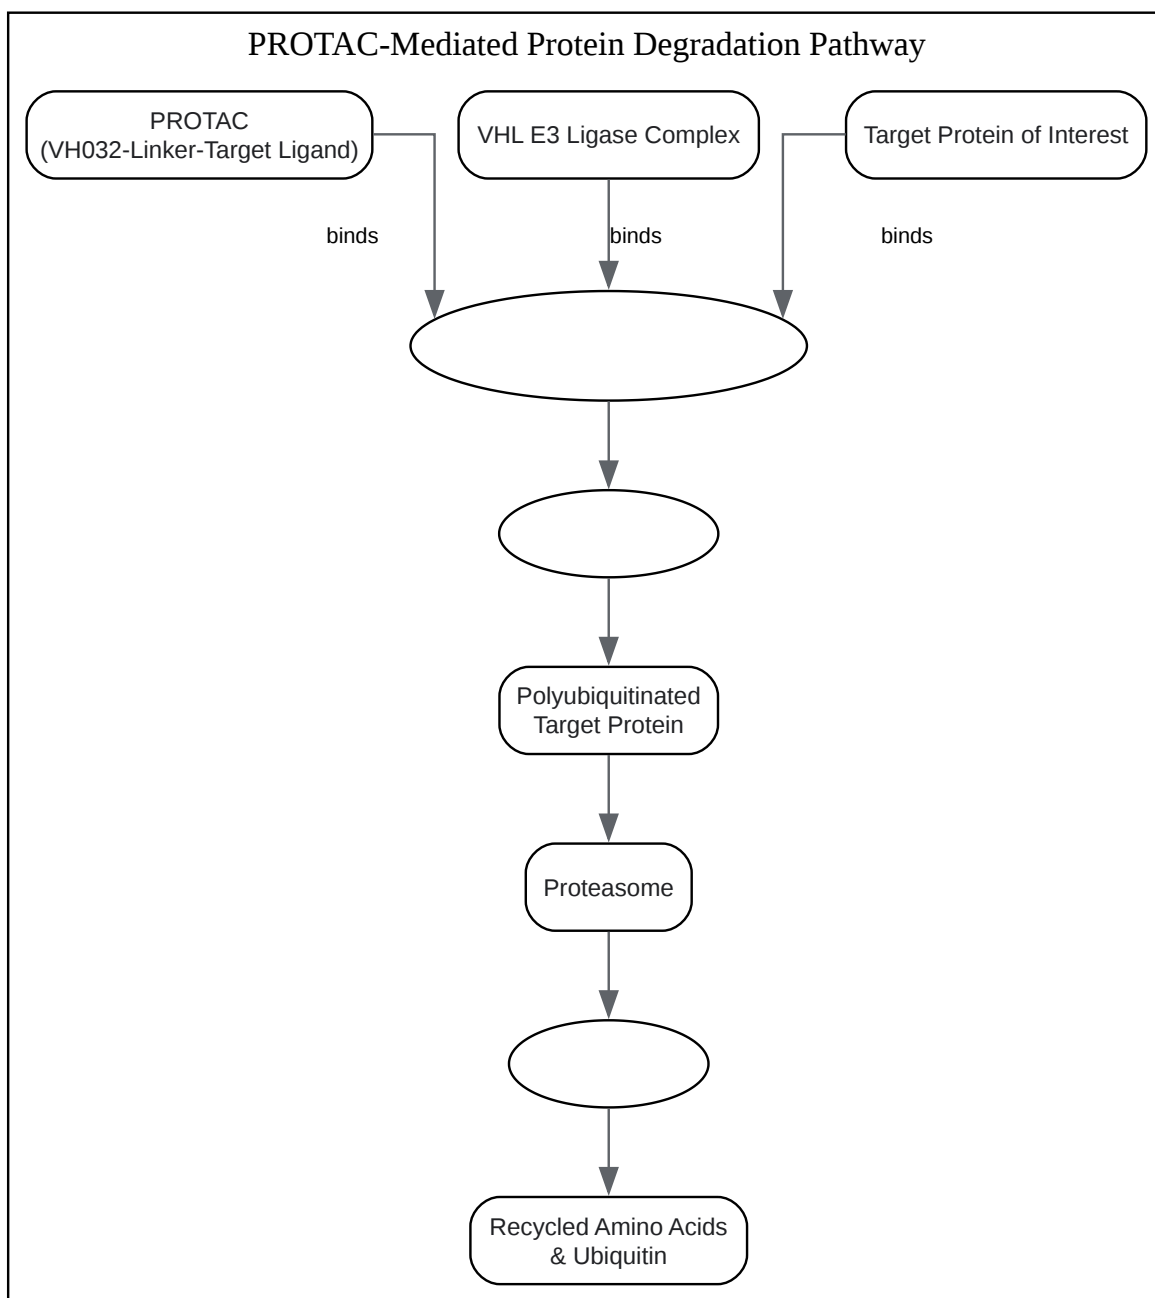 PROTAC-Mediated Protein Degradation Pathway
PROTAC
(VH032-Linker-Target Ligand)
VHL E3 Ligase Complex
Target Protein of Interest
binds
binds
binds
Polyubiquitinated
Target Protein
Proteasome
Recycled Amino Acids
& Ubiquitin